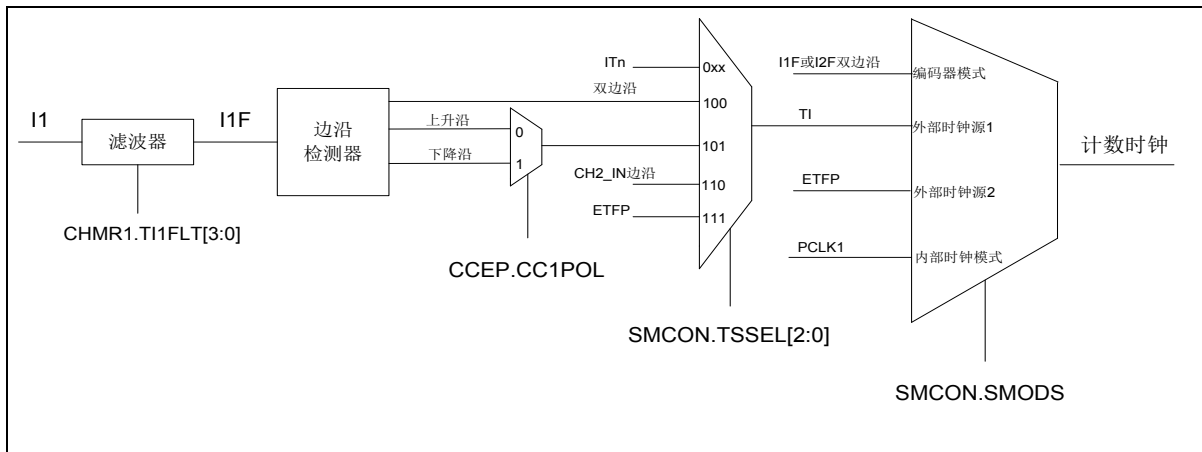 I1
滤波器
CHMR1.TI1FLT[3:0]
I1F
边沿
检测器
双边沿
上升沿
下降沿
0
1
CCEP.CC1POL
ITn
CH2_IN边沿
ETFP
0xx
100
101
110
111
SMCON.TSSEL[2:0]
I1F或I2F双边沿
TI
ETFP
PCLK1
编码器模式
外部时钟源1
外部时钟源2
内部时钟模式
SMCON.SMODS
计数时钟